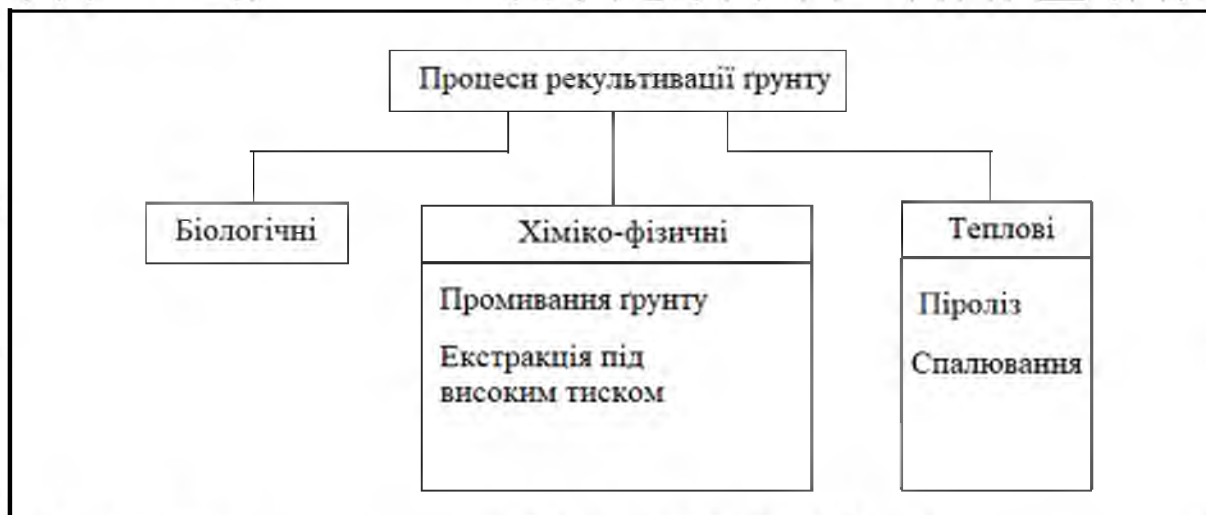 Процеси рекультивації ґрунту
Біологічні
Хіміко-фізичні
Промивання ґрунту
Екстракція під
високим тиском
Теплові
Піроліз
Спалювання